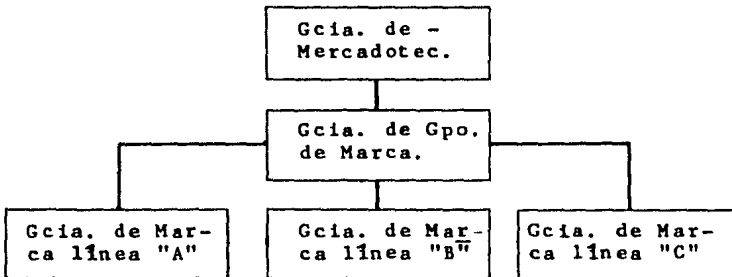 Gcia. de -
Mercadotec.
Gcia. de Gpo.
de Marca.
Gcia. de Mar-
ca línea "A"
Gcia. de Mar-
ca línea "B"
Gcia. de Mar-
ca línea "C"